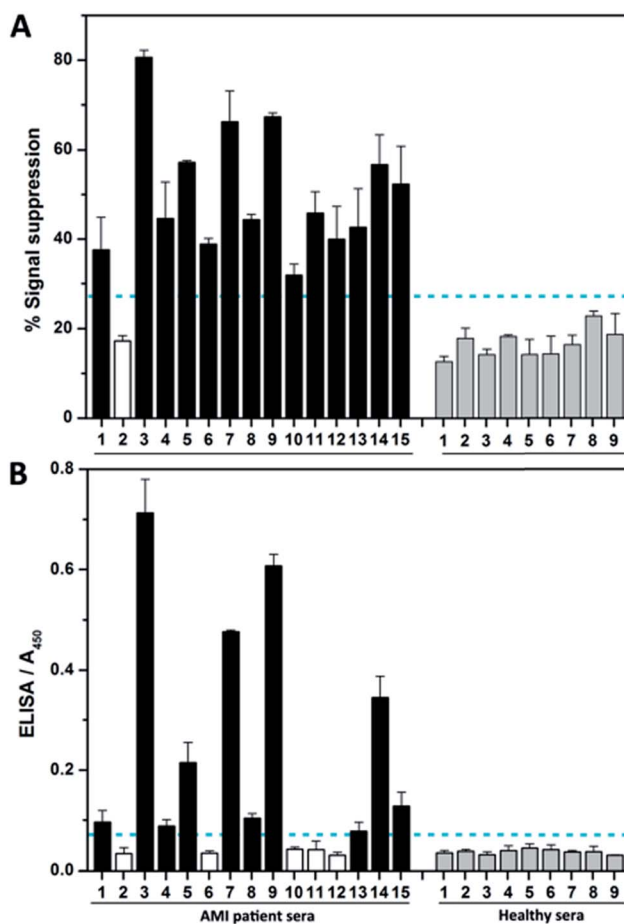 A
% Signal suppression
80
60
40
20
0
1 2 3 4 5 6 7 8 9 10 11 12 13 14 15 1 2 3 4 5 6 7 8 9
B
ELISA / A450
0.8
0.6
0.4
0.2
0.0
1 2 3 4 5 6 7 8 9 10 11 12 13 14 15 1 2 3 4 5 6 7 8 9
AMI patient sera Healthy sera